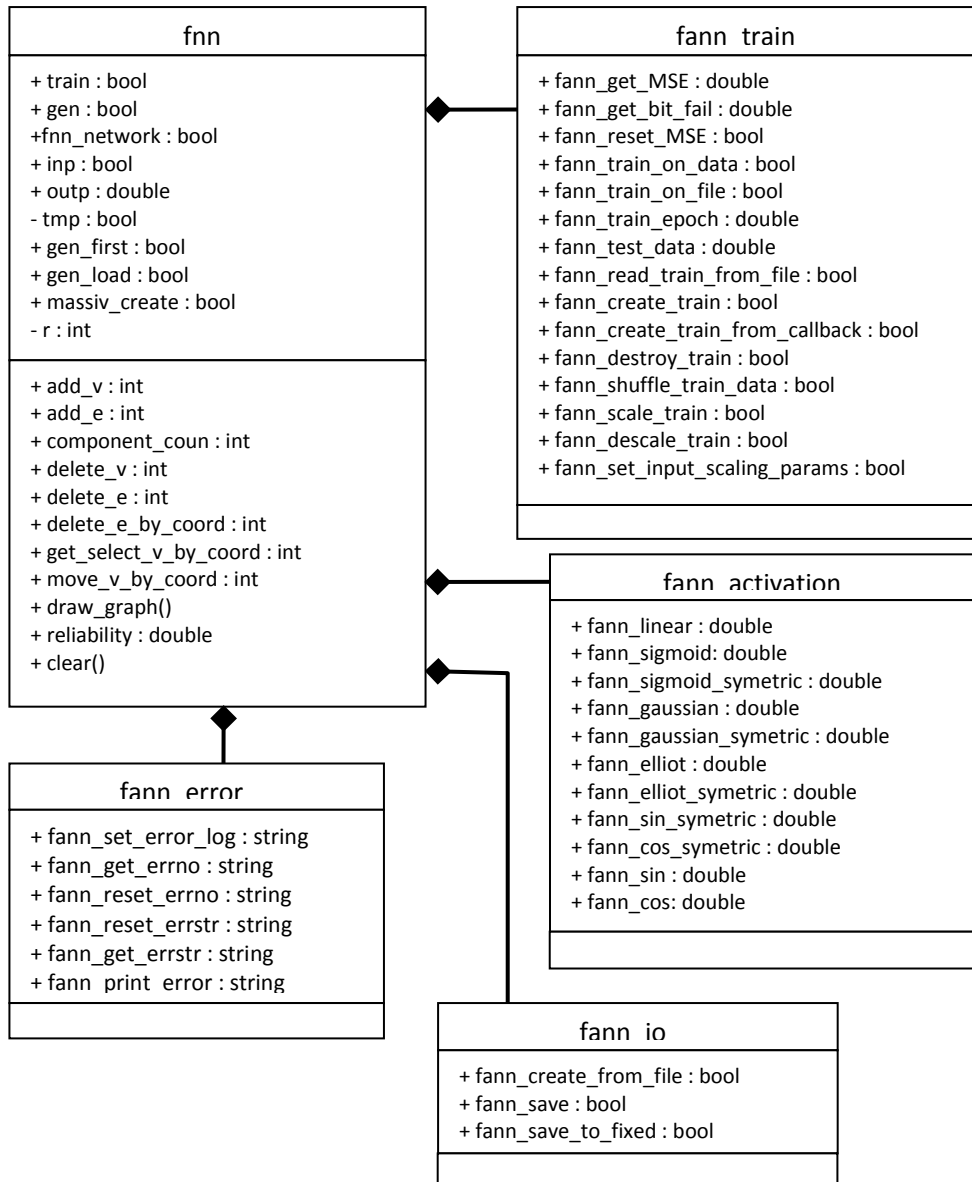 fnn
+ train : bool
+ gen : bool
+fnn_network : bool
+ inp : bool
+ outp : double
- tmp : bool
+ gen_first : bool
+ gen_load : bool
+ massiv_create : bool
- r : int
+ add_v : int
+ add_e : int
+ component_coun : int
+ delete_v : int
+ delete_e : int
+ delete_e_by_coord : int
+ get_select_v_by_coord : int
+ move_v_by_coord : int
+ draw_graph()
+ reliability : double
+ clear()
fann_train
+ fann_get_MSE : double
+ fann_get_bit_fail : double
+ fann_reset_MSE : bool
+ fann_train_on_data : bool
+ fann_train_on_file : bool
+ fann_train_epoch : double
+ fann_test_data : double
+ fann_read_train_from_file : bool
+ fann_create_train : bool
+ fann_create_train_from_callback : bool
+ fann_destroy_train : bool
+ fann_shuffle_train_data : bool
+ fann_scale_train : bool
+ fann_descale_train : bool
+ fann_set_input_scaling_params : bool
fann_activation
+ fann_linear : double
+ fann_sigmoid: double
+ fann_sigmoid_symetric : double
+ fann_gaussian : double
+ fann_gaussian_symetric : double
+ fann_elliot : double
+ fann_elliot_symetric : double
+ fann_sin_symetric : double
+ fann_cos_symetric : double
+ fann_sin : double
+ fann_cos: double
fann_error
+ fann_set_error_log : string
+ fann_get_errno : string
+ fann_reset_errno : string
+ fann_reset_errstr : string
+ fann_get_errstr : string
+ fann_print_error : string
fann_io
+ fann_create_from_file : bool
+ fann_save : bool
+ fann_save_to_fixed : bool